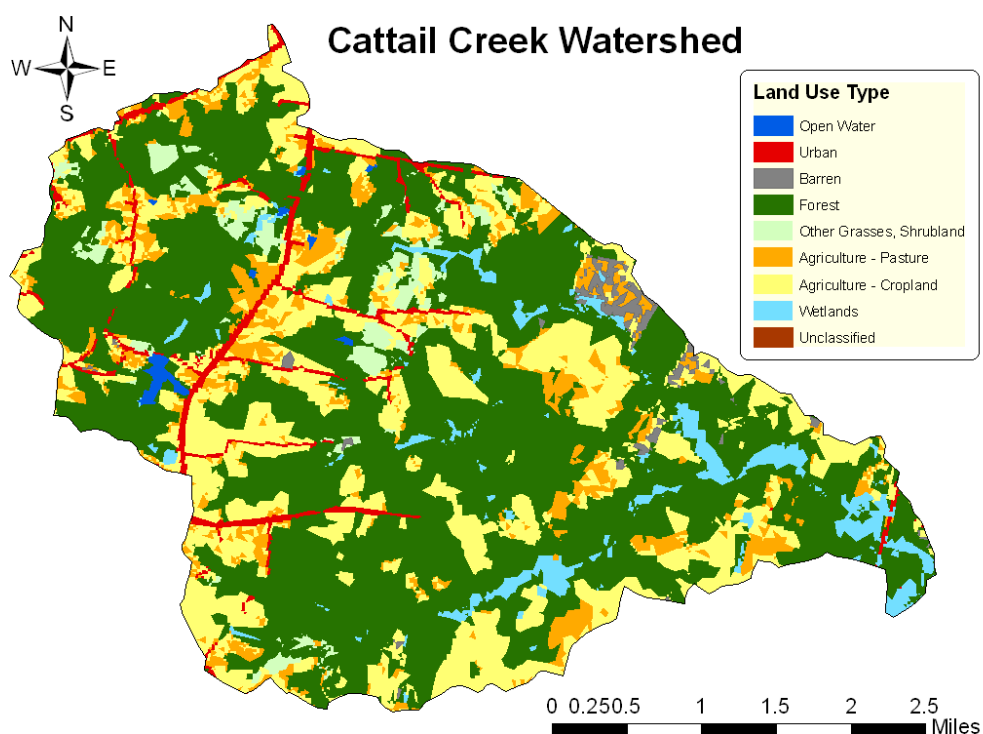 N
W E
S
Cattail Creek Watershed
Land Use Type
Open Water
Urban
Barren
Forest
Other Grasses, Shrubland
Agriculture - Pasture
Agriculture - Cropland
Wetlands
Unclassified
0 0.250.5 1 1.5 2 2.5
Miles